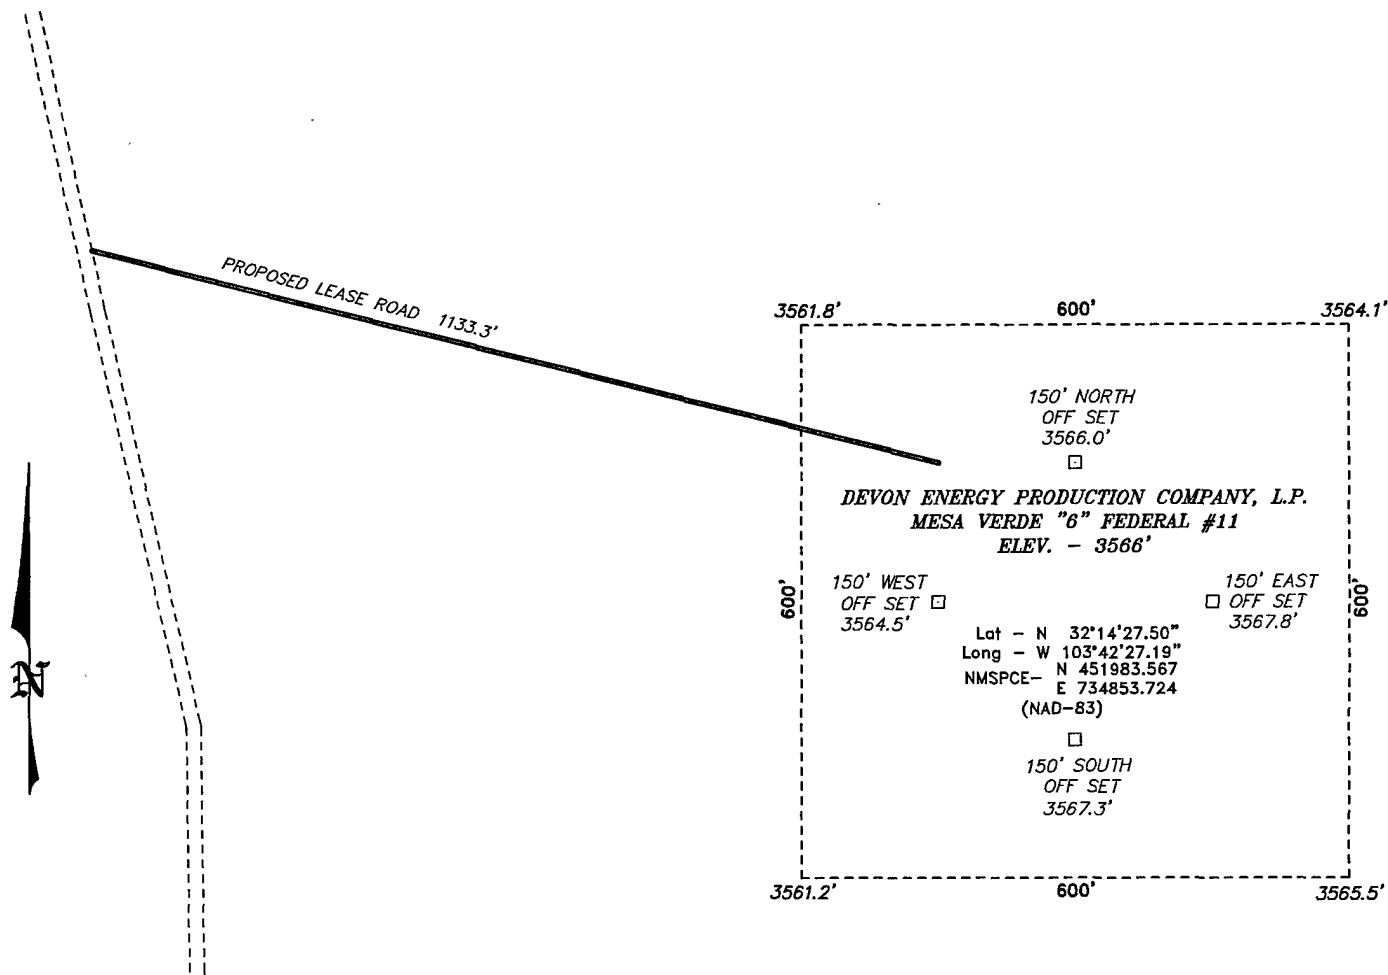 PROPOSED LEASE ROAD 1133.3'
3561.8'
600'
3564.1'
150' NORTH
OFF SET
3566.0'
DEVON ENERGY PRODUCTION COMPANY, L.P.
MESA VERDE "6" FEDERAL #11
ELEV. - 3566'
600'
150' WEST
OFF SET
3564.5'
150' EAST
OFF SET
3567.8'
600'
Lat - N 32°14'27.50"
Long - W 103°42'27.19"
NMSPCE- N 451983.567
E 734853.724
(NAD-83)
150' SOUTH
OFF SET
3567.3'
3561.2'
600'
3565.5'
N